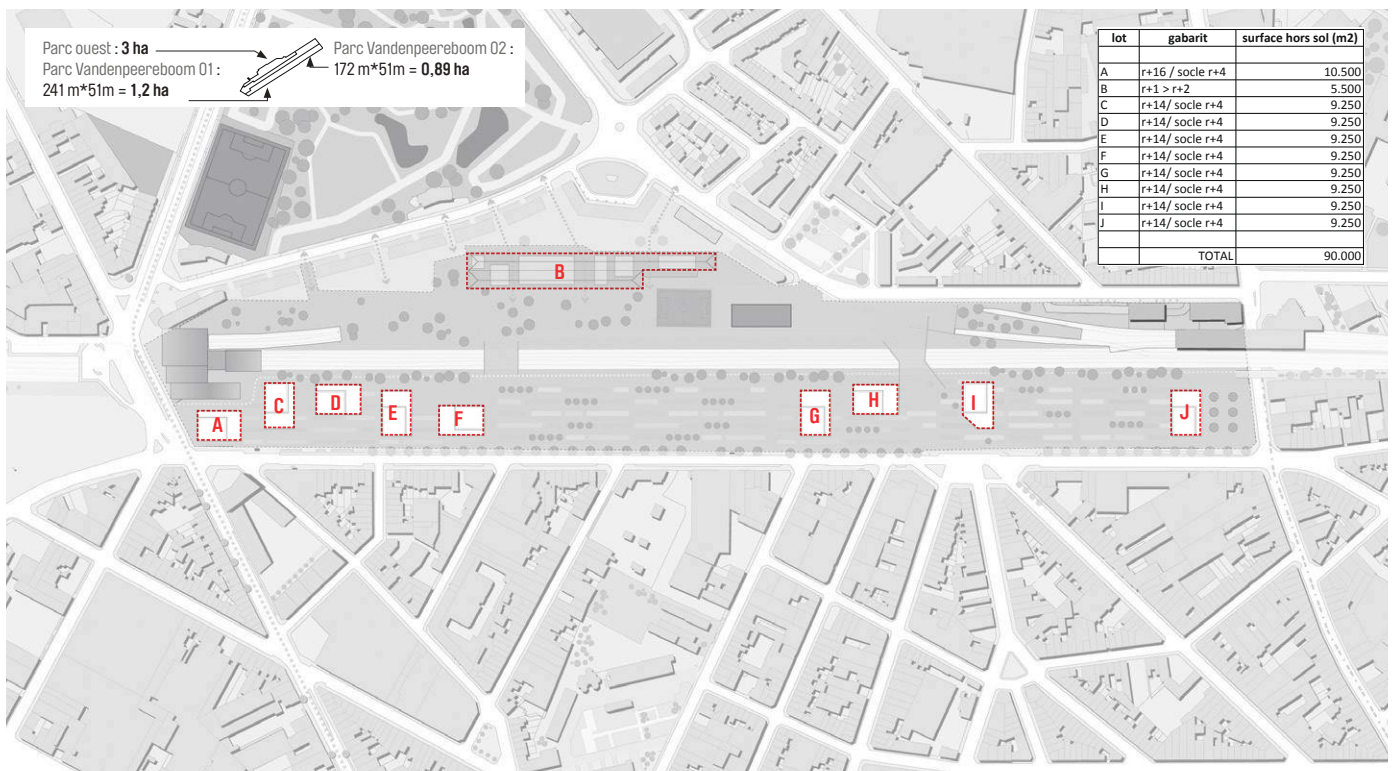 Parc ouest : 3 ha
Parc Vandenpeereboom 01 :
241 m*51m = 1,2 ha
Parc Vandenpeereboom 02 :
172 m*51m = 0,89 ha
lot gabarit surface hors sol (m2)
A r+16 / socle r+4 10.500
B r+1 > r+2 5.500
C r+14/ socle r+4 9.250
D r+14/ socle r+4 9.250
E r+14/ socle r+4 9.250
F r+14/ socle r+4 9.250
G r+14/ socle r+4 9.250
H r+14/ socle r+4 9.250
I r+14/ socle r+4 9.250
J r+14/ socle r+4 9.250
TOTAL 90.000
B
A
C
D
E
F
G
H
I
J